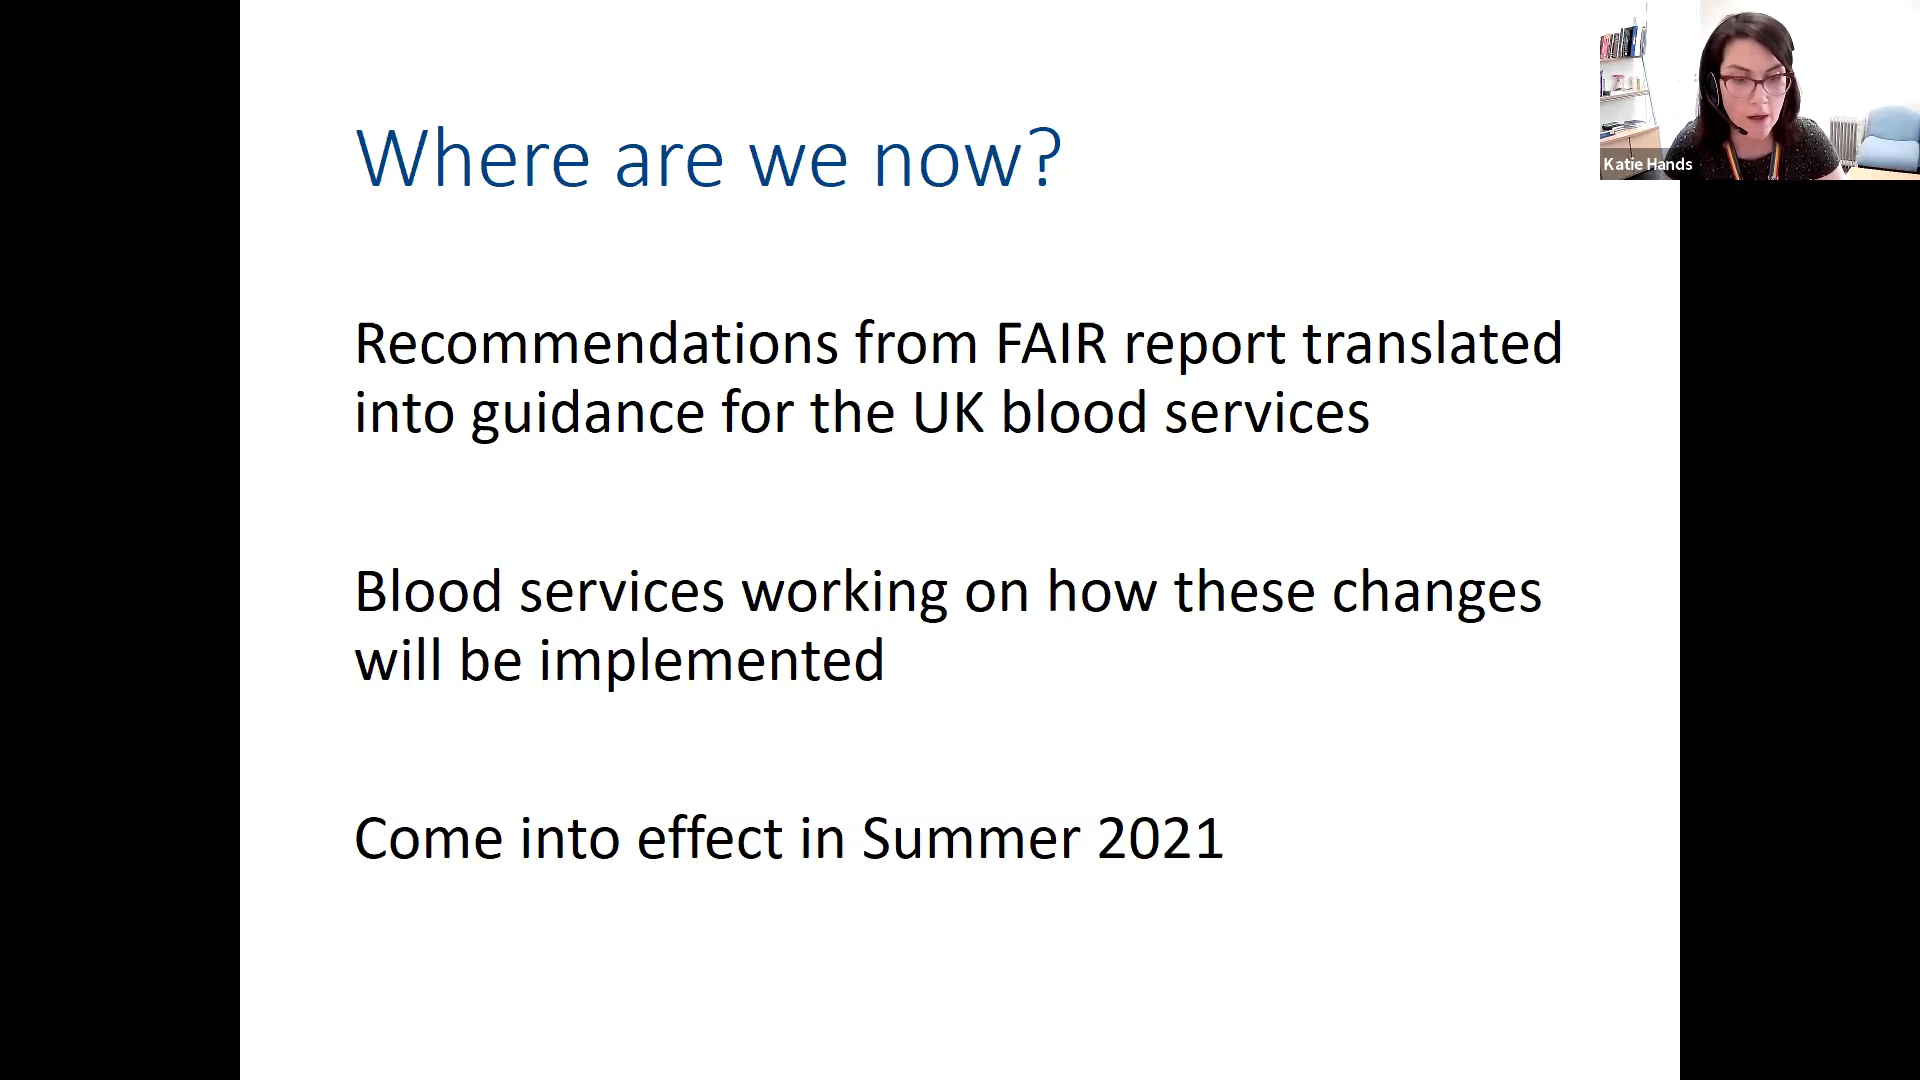 Where are we now?
Recommendations from FAIR report translated
into guidance for the UK blood services
Blood services working on how these changes
will be implemented
Come into effect in Summer 2021
Katie Hands